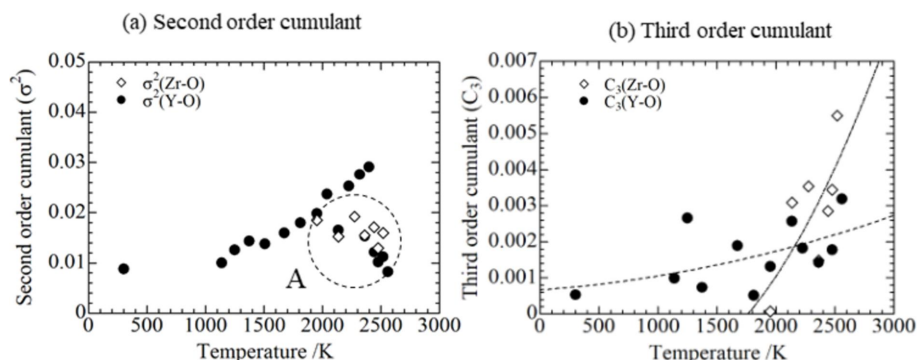 (a) Second order cumulant
0.05
0.04
0.03
0.02
0.01
0
0 500 1000 1500 2000 2500 3000
Second order cumulant (σ²)
Temperature /K
σ²(Zr-O)
σ²(Y-O)
A
(b) Third order cumulant
0.007
0.006
0.005
0.004
0.003
0.002
0.001
0
0 500 1000 1500 2000 2500 3000
Third order cumulant (C₃)
Temperature /K
C₃(Zr-O)
C₃(Y-O)